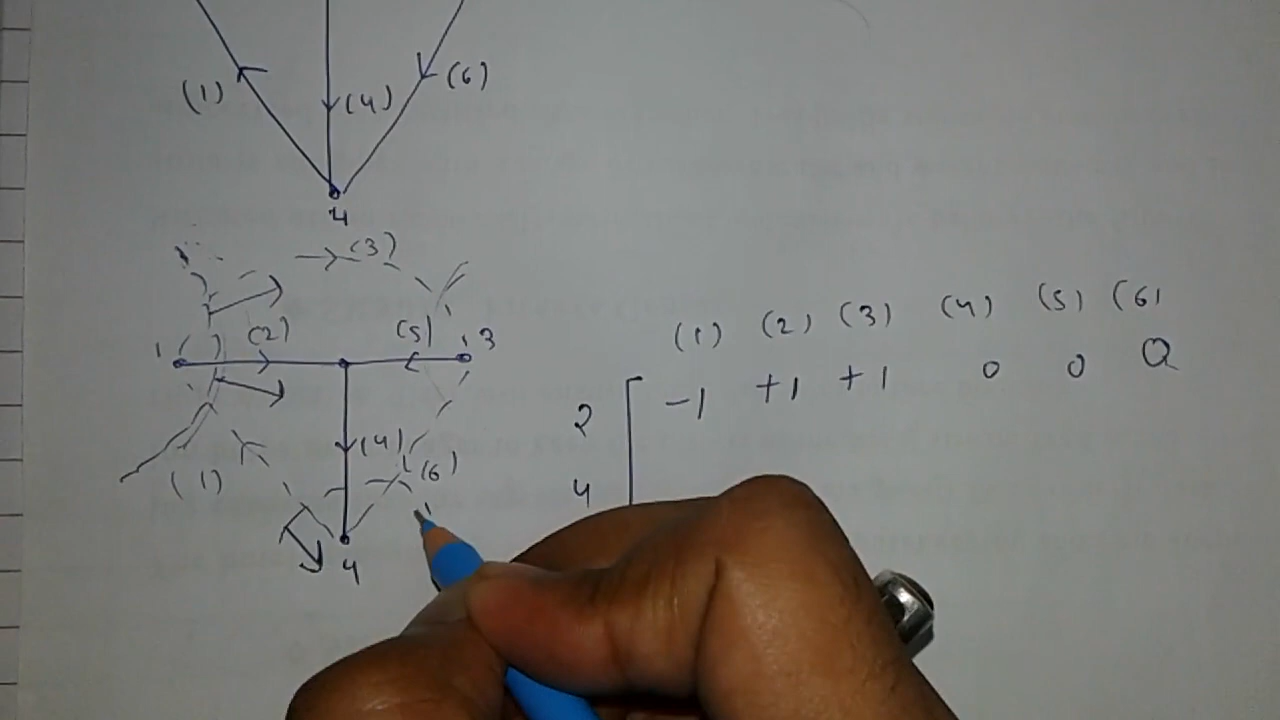 (1) (4) (6)
4
(3)
1 (2) (5) 3
(4)
(1) (6)
4
(1) (2) (3) (4) (5) (6)
2 -1 +1 +1 0 0 0
4